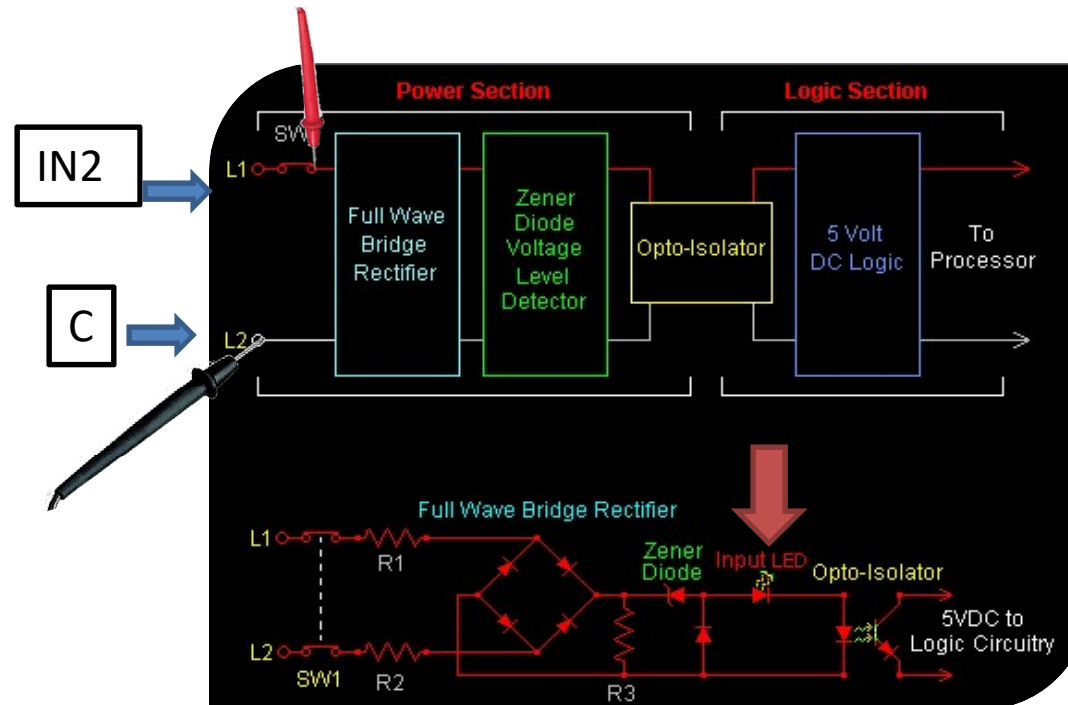 Power Section
Logic Section
SW
IN2
L1
Full Wave
Bridge
Rectifier
Zener
Diode
Voltage
Level
Detector
Opto-Isolator
5 Volt
DC Logic
To
Processor
C
L2
Full Wave Bridge Rectifier
L1
R1
Zener
Diode
Input LED
Opto-Isolator
5VDC to
Logic Circuitry
L2
SW1
R2
R3